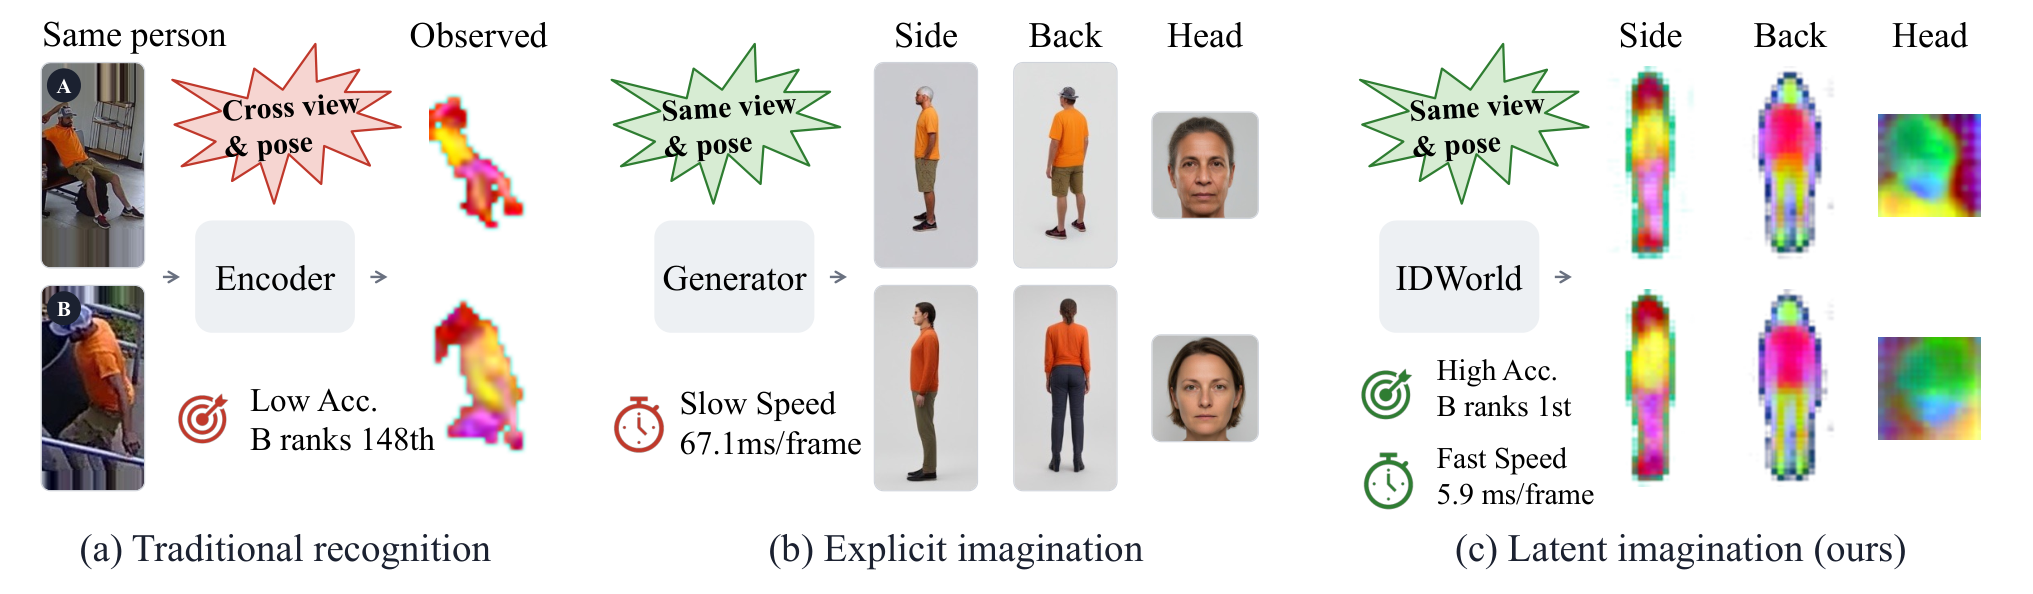 Same person
Observed
A
Cross view
& pose
Encoder
B
Low Acc.
B ranks 148th
(a) Traditional recognition
Side
Back
Head
Same view
& pose
Generator
Slow Speed
67.1ms/frame
(b) Explicit imagination
Side
Back
Head
Same view
& pose
IDWorld
High Acc.
B ranks 1st
Fast Speed
5.9 ms/frame
(c) Latent imagination (ours)